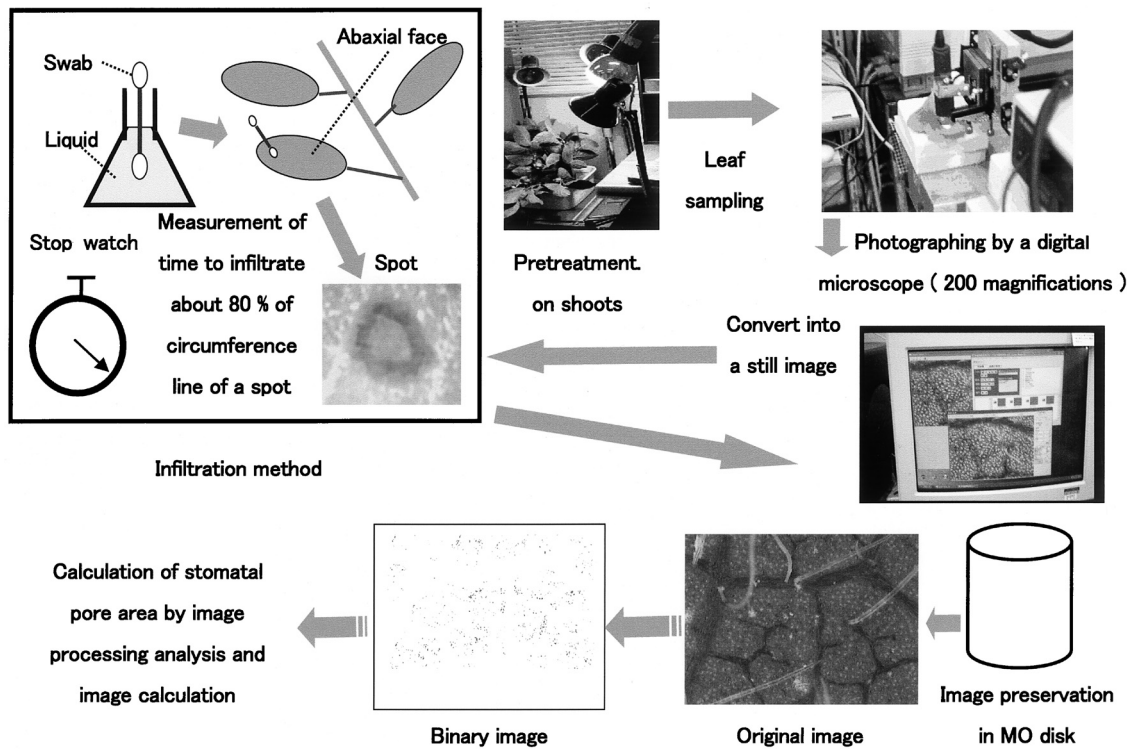 Swab
Abaxial face
Liquid
Stop watch
Measurement of
time to infiltrate
about 80 % of
circumference
line of a spot
Spot
Infiltration method
Pretreatment
on shoots
Leaf
sampling
Photographing by a digital
microscope ( 200 magnifications )
Convert into
a still image
Image preservation
in MO disk
Original image
Binary image
Calculation of stomatal
pore area by image
processing analysis and
image calculation